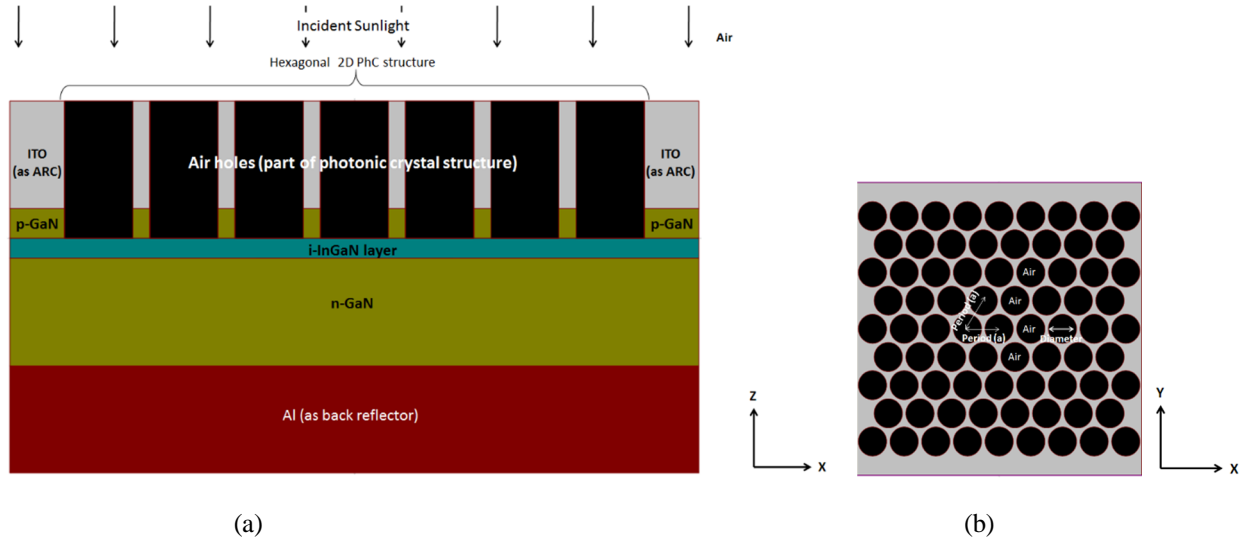 Incident Sunlight
Air
Hexagonal 2D PhC structure
ITO
(as ARC)
Air holes (part of photonic crystal structure)
ITO
(as ARC)
p-GaN
p-GaN
i-InGaN layer
n-GaN
Al (as back reflector)
Z
X
Air
Air
Period (a)
Period (a)
Air
Diameter
Air
Y
X
(a)
(b)